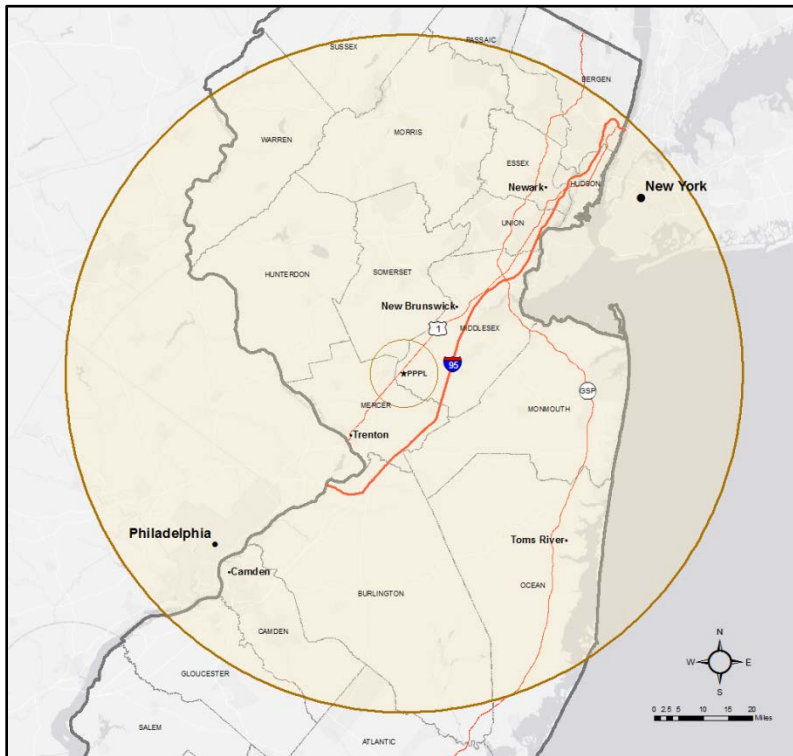 PASSAIC
SUSSEX
BERGEN
WARREN
MORRIS
ESSEX
Newark
HUDSON
New York
UNION
HUNTERDON
SOMERSET
New Brunswick
1
MIDDLESEX
95
PPPL
GSP
MERCER
MONMOUTH
Trenton
Philadelphia
Toms River
Camden
OCEAN
BURLINGTON
CAMDEN
N
W E
S
GLOUCESTER
0 2.5 5 10 15 20
Miles
SALEM
ATLANTIC